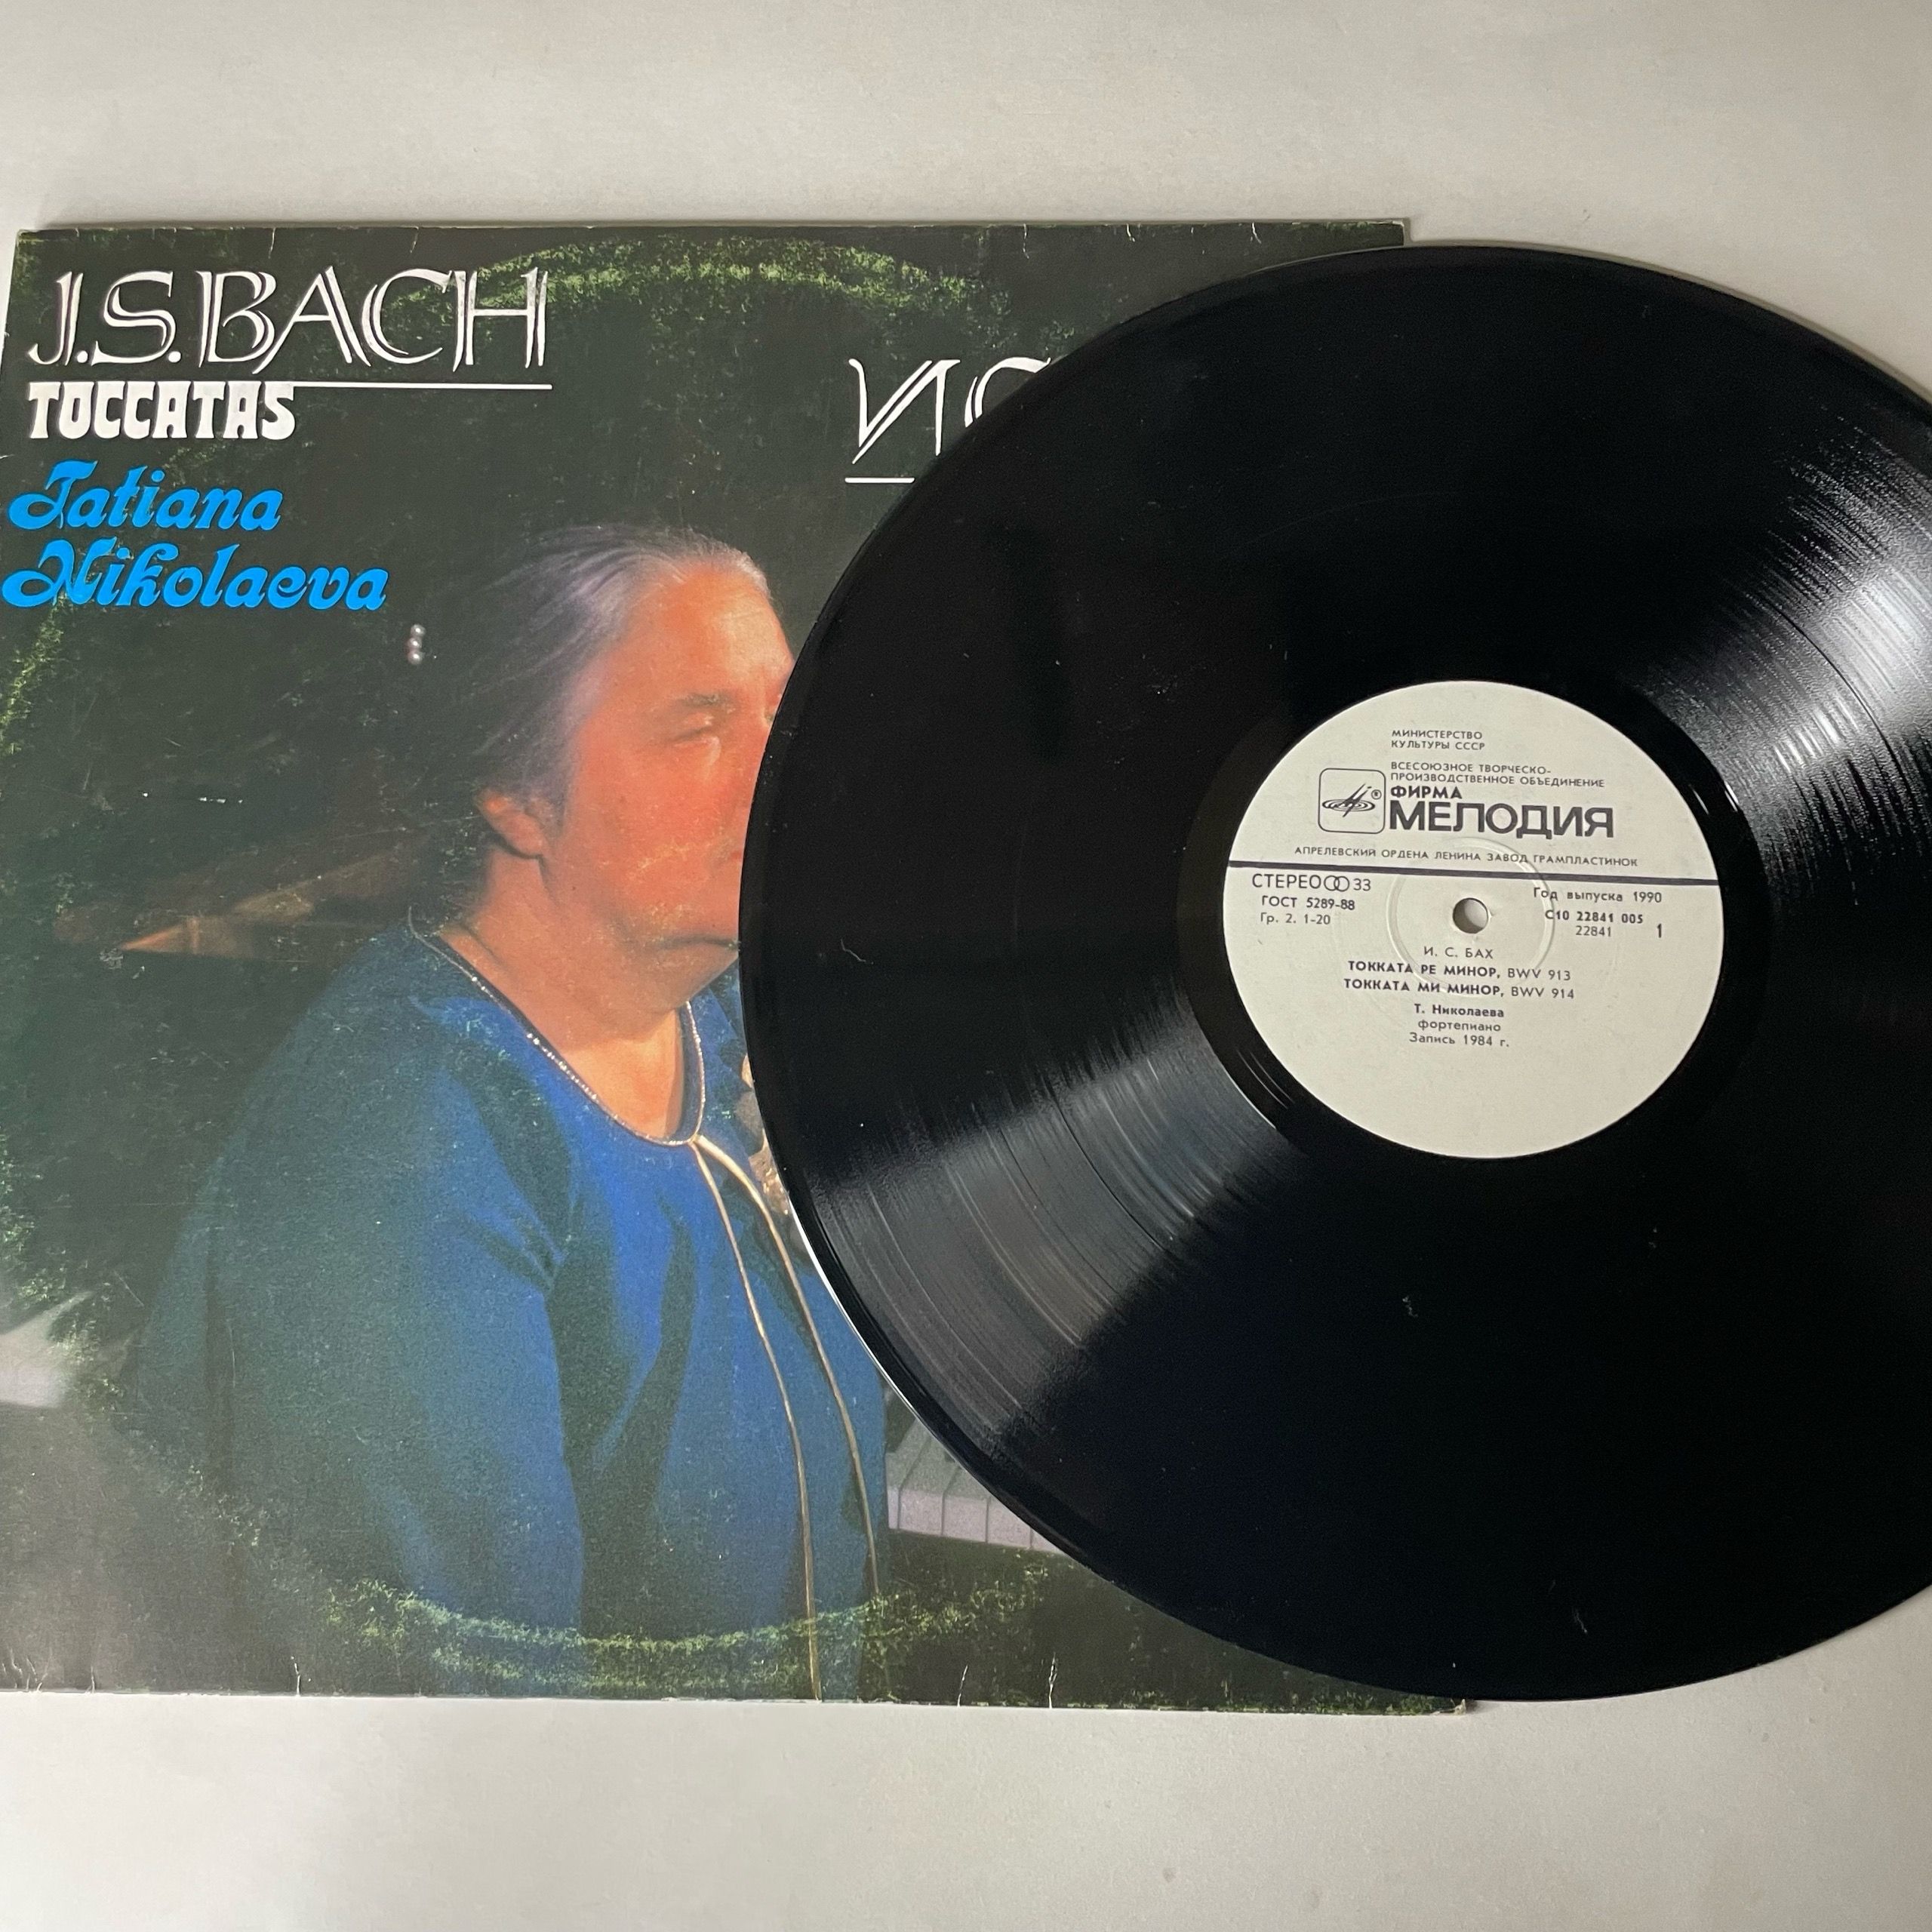 J.S.BACH
TOCCATAS
Tatiana
Nikolaeva
МИНИСТЕРСТВО
КУЛЬТУРЫ СССР
ВСЕСОЮЗНОЕ ТВОРЧЕСКО-
ПРОИЗВОДСТВЕННОЕ ОБЪЕДИНЕНИЕ
®ФИРМА
МЕЛОДИЯ
АПРЕЛЕВСКИЙ ОРДЕНА ЛЕНИНА ЗАВОД ГРАМПЛАСТИНОК
СТЕРЕО 33
ГОСТ 5289-88
Гр. 2. 1-20
Год выпуска 1990
С10 22841 005
22841 1
И. С. БАХ
ТОККАТА РЕ МИНОР, BWV 913
ТОККАТА МИ МИНОР, BWV 914
Т. Николаева
фортепиано
Запись 1984 г.